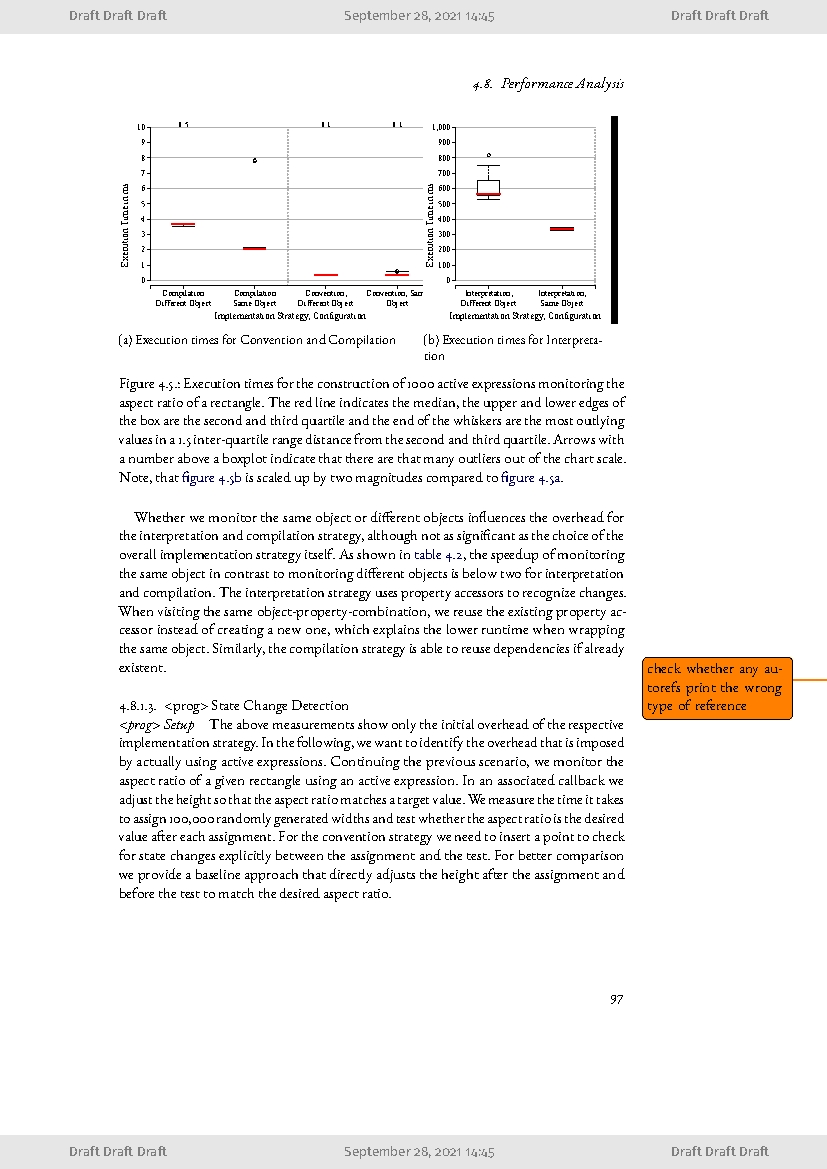 Draft Draft Draft September 28, 2021 14:45 Draft Draft Draft
4.8. Performance Analysis
10
9
8
7
6
5
4
3
2
1
0
Execution Time in ms
Compilation
Different Object
Compilation
Same Object
Convention,
Different Object
Convention, Sam
Object
Implementation Strategy, Configuration
1,000
900
800
700
600
500
400
300
200
100
0
Execution Time in ms
Interpretation,
Different Object
Interpretation,
Same Object
Implementation Strategy, Configuration
(a) Execution times for Convention and Compilation
(b) Execution times for Interpreta-
tion
Figure 4.5.: Execution times for the construction of 1000 active expressions monitoring the
aspect ratio of a rectangle. The red line indicates the median, the upper and lower edges of
the box are the second and third quartile and the end of the whiskers are the most outlying
values in a 1.5 inter-quartile range distance from the second and third quartile. Arrows with
a number above a boxplot indicate that there are that many outliers out of the chart scale.
Note, that figure 4.5b is scaled up by two magnitudes compared to figure 4.5a.
Whether we monitor the same object or different objects influences the overhead for
the interpretation and compilation strategy, although not as significant as the choice of the
overall implementation strategy itself. As shown in table 4.2, the speedup of monitoring
the same object in contrast to monitoring different objects is below two for interpretation
and compilation. The interpretation strategy uses property accessors to recognize changes.
When visiting the same object-property-combination, we reuse the existing property ac-
cessor instead of creating a new one, which explains the lower runtime when wrapping
the same object. Similarly, the compilation strategy is able to reuse dependencies if already
existent.
check whether any au-
torefs print the wrong
type of reference
4.8.1.3. <prog> State Change Detection
<prog> Setup The above measurements show only the initial overhead of the respective
implementation strategy. In the following, we want to identify the overhead that is imposed
by actually using active expressions. Continuing the previous scenario, we monitor the
aspect ratio of a given rectangle using an active expression. In an associated callback we
adjust the height so that the aspect ratio matches a target value. We measure the time it takes
to assign 100,000 randomly generated widths and test whether the aspect ratio is the desired
value after each assignment. For the convention strategy we need to insert a point to check
for state changes explicitly between the assignment and the test. For better comparison
we provide a baseline approach that directly adjusts the height after the assignment and
before the test to match the desired aspect ratio.
97
Draft Draft Draft September 28, 2021 14:45 Draft Draft Draft